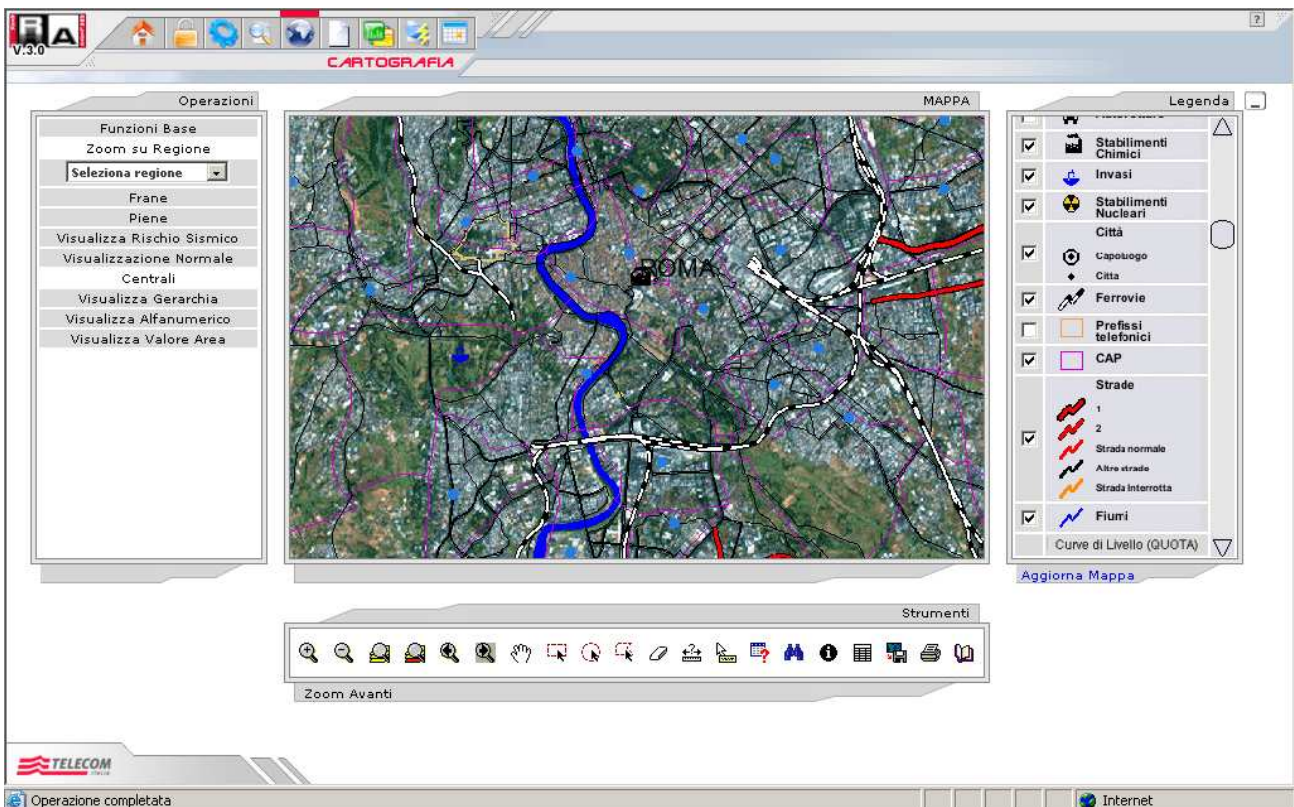 RA
V.3.0
CARTOGRAFIA
?
Operazioni
Funzioni Base
Zoom su Regione
Seleziona regione
Frane
Piene
Visualizza Rischio Sismico
Visualizzazione Normale
Centrali
Visualizza Gerarchia
Visualizza Alfanumerico
Visualizza Valore Area
MAPPA
ROMA
Legenda
Stabilimenti
Chimici
Invasi
Stabilimenti
Nucleari
Città
Capoluogo
Citta
Ferrovie
Prefissi
telefonici
CAP
Strade
1
2
Strada normale
Altre strade
Strada Interrotta
Fiumi
Curve di Livello (QUOTA)
Aggiorna Mappa
Strumenti
Zoom Avanti
TELECOM
ITALIA
Operazione completata
Internet